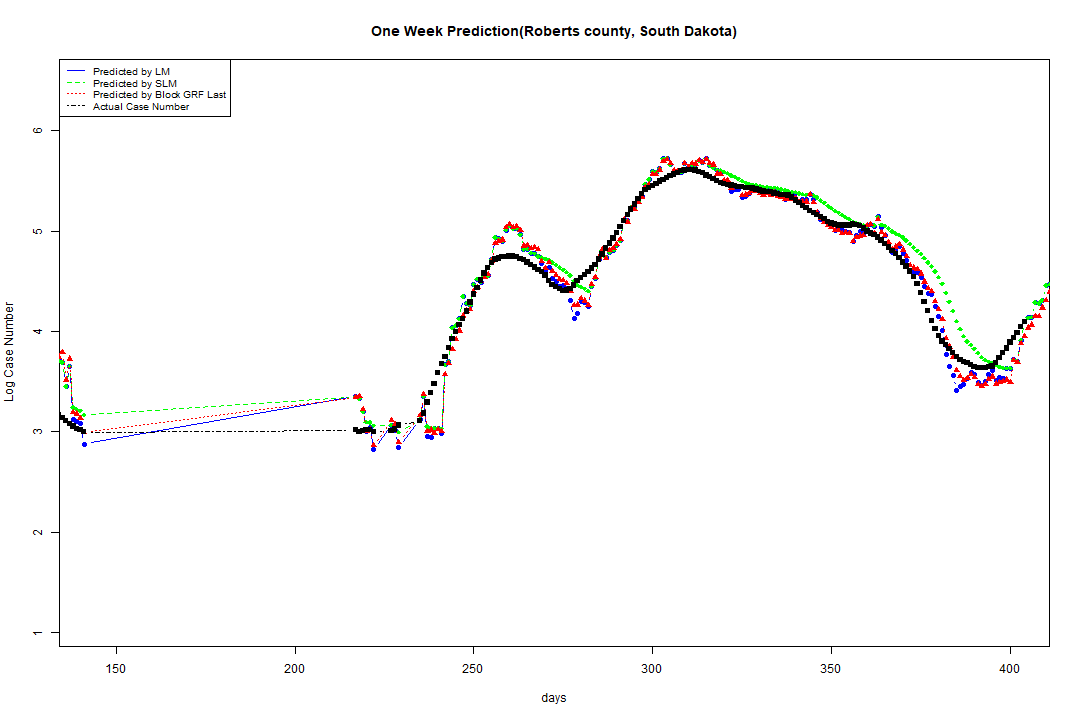 One Week Prediction(Roberts county, South Dakota)
Predicted by LM
Predicted by SLM
Predicted by Block GRF Last
Actual Case Number
6
5
4
3
2
1
Log Case Number
150 200 250 300 350 400
days